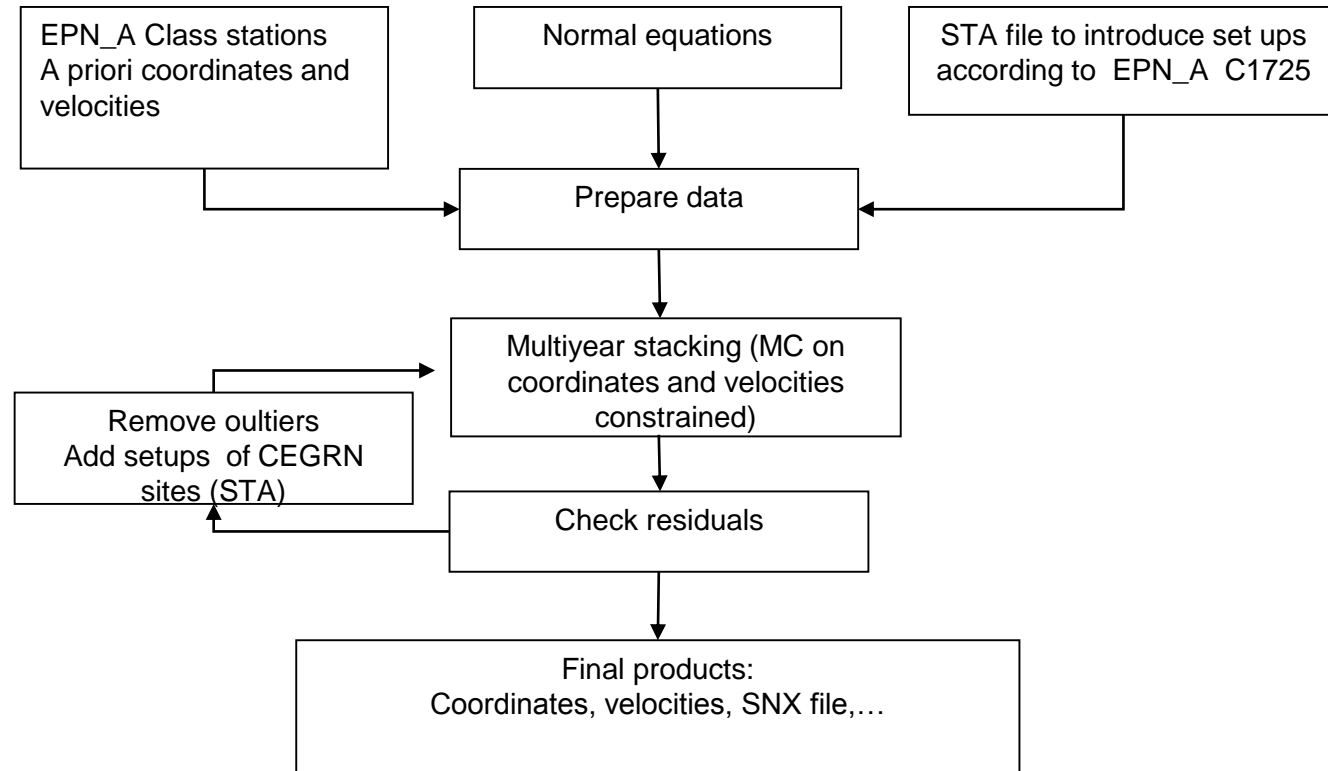 EPN_A Class stations
A priori coordinates and
velocities
Normal equations
STA file to introduce set ups
according to  EPN_A  C1725
Prepare data
Multiyear stacking (MC on
coordinates and velocities
constrained)
Remove oultiers
Add setups  of CEGRN
sites (STA)
Check residuals
Final products:
Coordinates, velocities, SNX file,…